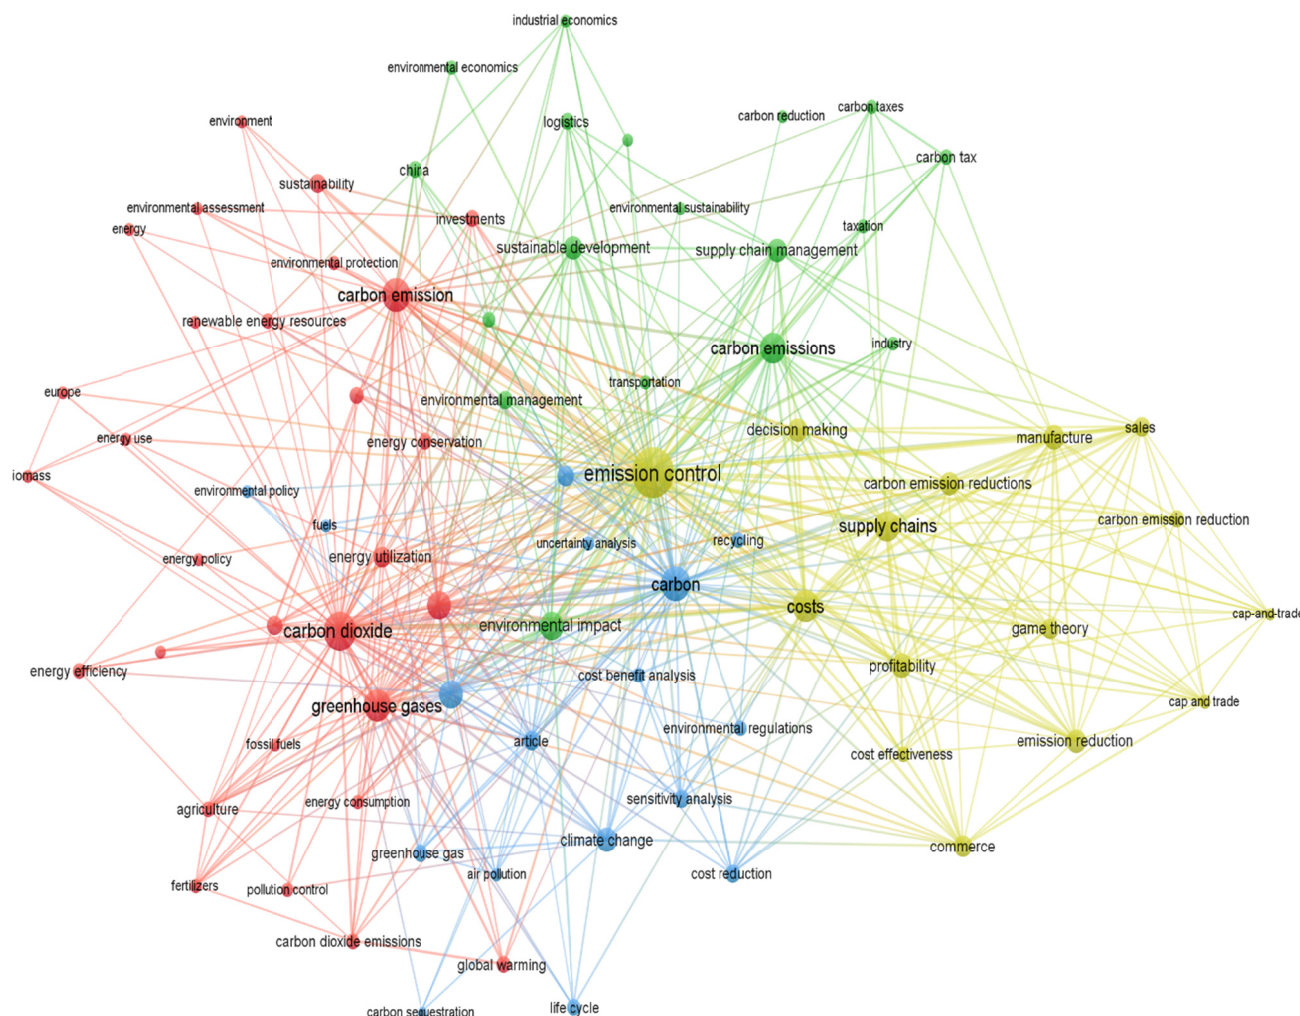 industrial economics
environmental economics
carbon taxes
carbon reduction
environment
logistics
carbon tax
china
sustainability
environmental assessment
environmental sustainability
investments
taxation
energy
sustainable development
supply chain management
environmental protection
carbon emission
renewable energy resources
carbon emissions
industry
transportation
europe
environmental management
sales
decision making
manufacture
energy use
energy conservation
emission control
iomass
carbon emission reductions
environmental policy
carbon emission reduction
fuels
supply chains
uncertainty analysis
recycling
energy policy
energy utilization
carbon
costs
cap-and-trade
environmental impact
game theory
carbon dioxide
profitability
energy efficiency
cost benefit analysis
cap and trade
greenhouse gases
environmental regulations
article
emission reduction
fossil fuels
cost effectiveness
sensitivity analysis
energy consumption
agriculture
climate change
commerce
greenhouse gas
air pollution
cost reduction
fertilizers
pollution control
carbon dioxide emissions
global warming
life cycle
carbon sequestration